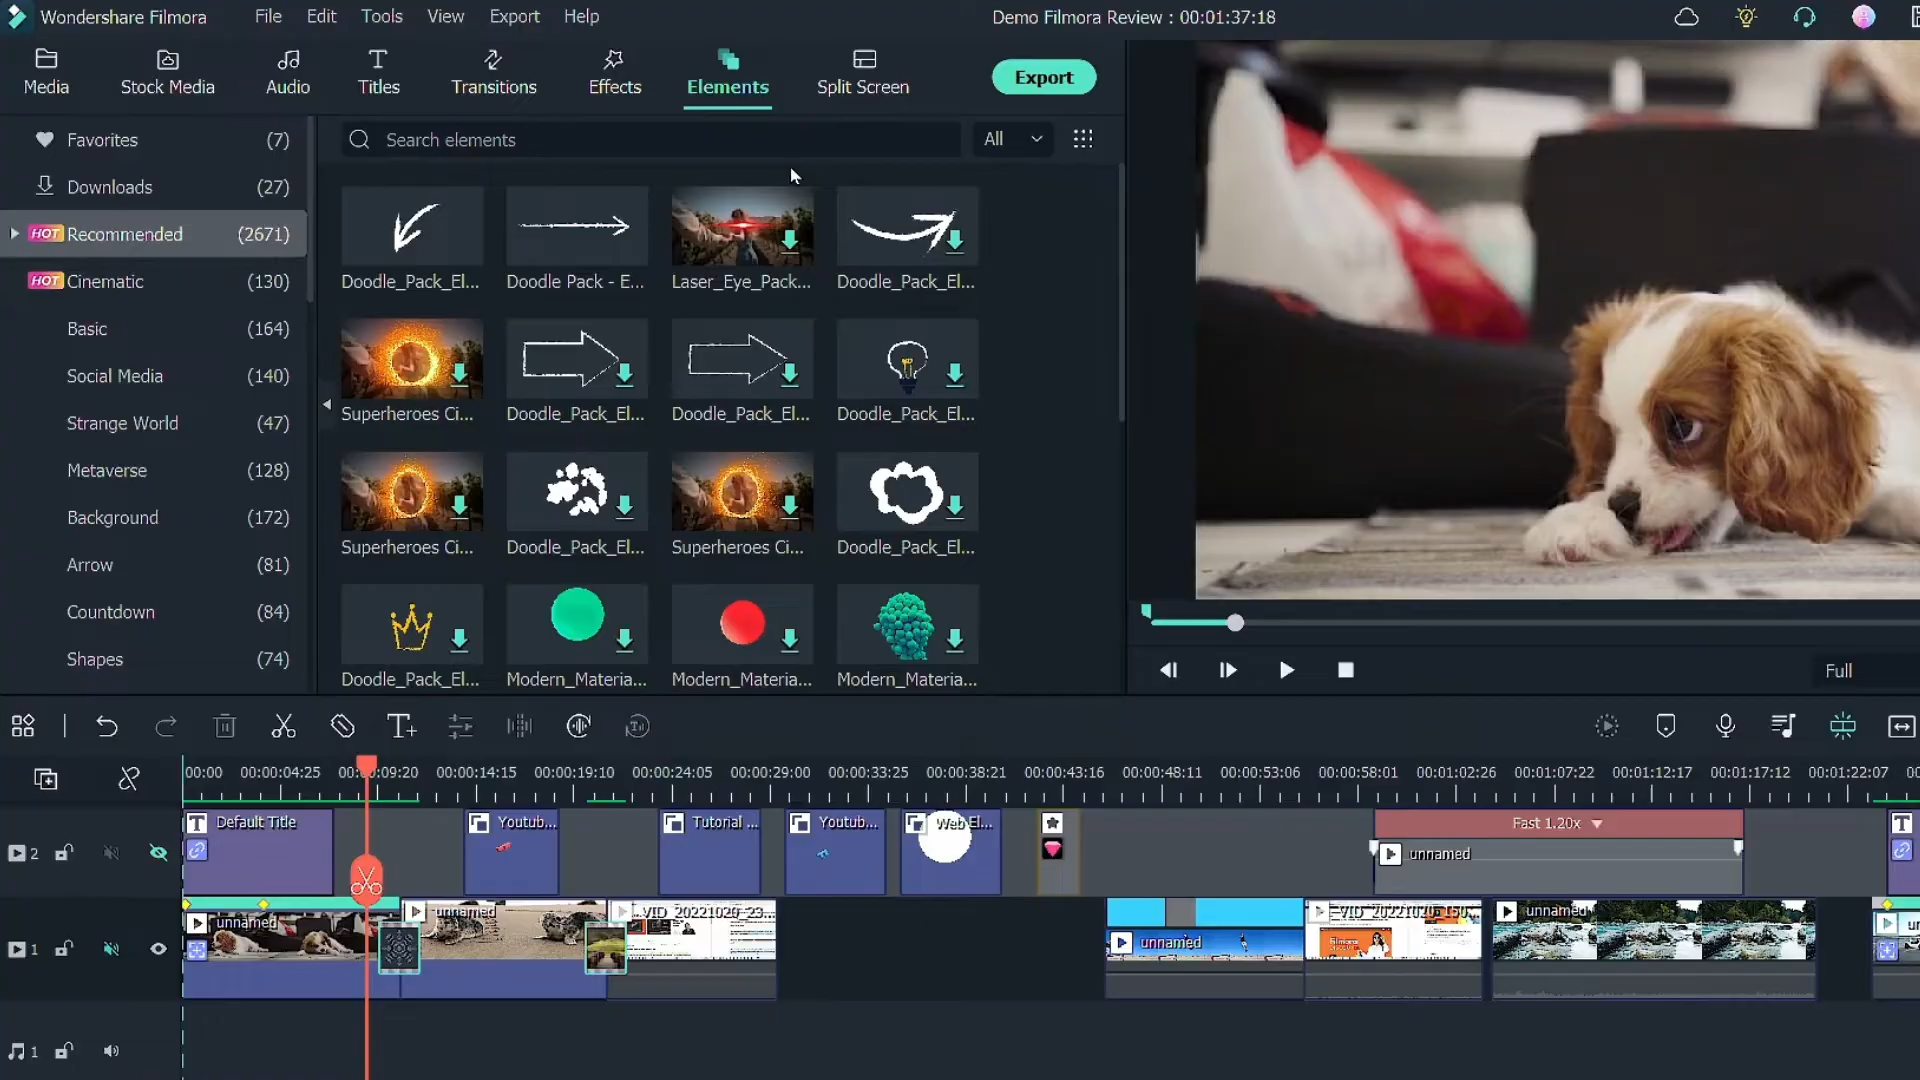 Wondershare Filmora File Edit Tools View Export Help Demo Filmora Review : 00:01:37:18
Media Stock Media Audio Titles Transitions Effects Elements Split Screen Export
Favorites (7)
Downloads (27)
HOT Recommended (2671)
HOT Cinematic (130)
Basic (164)
Social Media (140)
Strange World (47)
Metaverse (128)
Background (172)
Arrow (81)
Countdown (84)
Shapes (74)
Search elements All
Doodle_Pack_El... Doodle Pack - E... Laser_Eye_Pack... Doodle_Pack_El...
Superheroes Ci... Doodle_Pack_El... Doodle_Pack_El... Doodle_Pack_El...
Superheroes Ci... Doodle_Pack_El... Superheroes Ci... Doodle_Pack_El...
Doodle_Pack_El... Modern_Materia... Modern_Materia... Modern_Materia...
Full
00:00 00:00:04:25 00:00:09:20 00:00:14:15 00:00:19:10 00:00:24:05 00:00:29:00 00:00:33:25 00:00:38:21 00:00:43:16 00:00:48:11 00:00:53:06 00:00:58:01 00:01:02:26 00:01:07:22 00:01:12:17 00:01:17:12 00:01:22:07
2 Default Title Youtub... Tutorial ... Youtub... Web El... Fast 1.20x
unnamed
1 unnamed unnamed VID_20221020_23... unnamed VID_20221020_150... unnamed
1